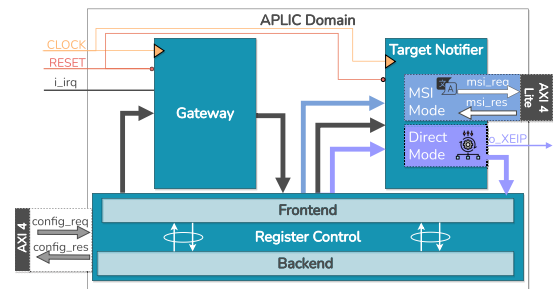 APLIC Domain
CLOCK
RESET
i_irq
Gateway
Target Notifier
MSI
Mode
msi_req
msi_res
AXI 4
Lite
Direct
Mode
o_XEIP
Frontend
Register Control
Backend
AXI 4
config_req
config_res
A